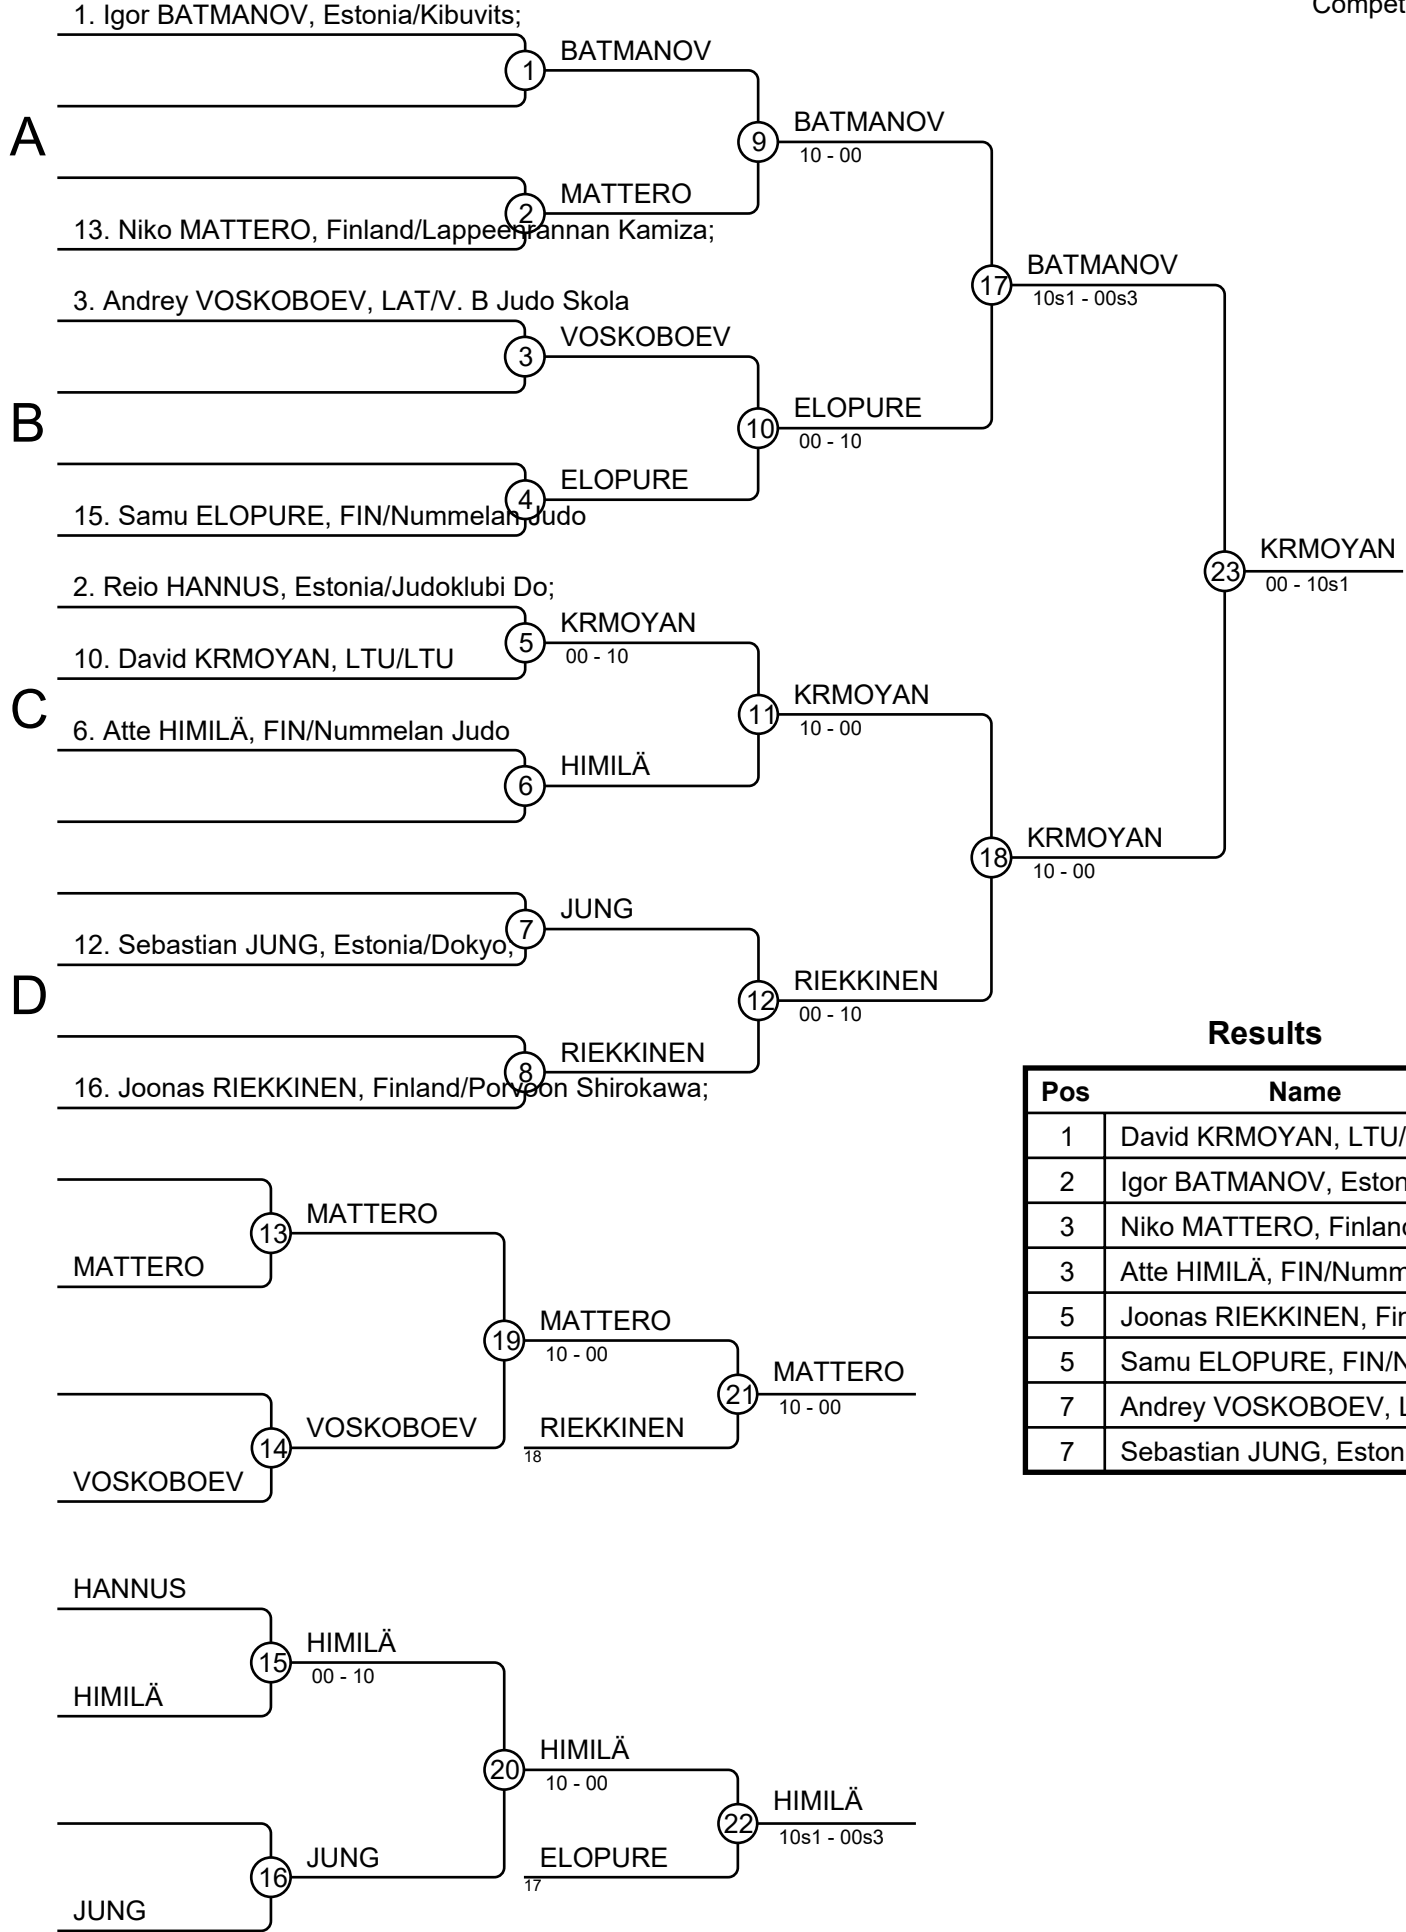 Compet
1. Igor BATMANOV, Estonia/Kibuvits;
1
BATMANOV
A
9
BATMANOV
10 - 00
2
MATTERO
13. Niko MATTERO, Finland/Lappeenrannan Kamiza;
17
BATMANOV
10s1 - 00s3
3. Andrey VOSKOBOEV, LAT/V. B Judo Skola
3
VOSKOBOEV
B
10
ELOPURE
00 - 10
4
ELOPURE
15. Samu ELOPURE, FIN/Nummelan Judo
23
KRMOYAN
00 - 10s1
2. Reio HANNUS, Estonia/Judoklubi Do;
5
KRMOYAN
00 - 10
10. David KRMOYAN, LTU/LTU
C
11
KRMOYAN
10 - 00
6. Atte HIMILÄ, FIN/Nummelan Judo
6
HIMILÄ
18
KRMOYAN
10 - 00
7
JUNG
12. Sebastian JUNG, Estonia/Dokyo;
D
12
RIEKKINEN
00 - 10
8
RIEKKINEN
16. Joonas RIEKKINEN, Finland/Porvoon Shirokawa;
Results
Pos Name
1 David KRMOYAN, LTU/
2 Igor BATMANOV, Eston
3 Niko MATTERO, Finland
3 Atte HIMILÄ, FIN/Numm
5 Joonas RIEKKINEN, Fin
5 Samu ELOPURE, FIN/N
7 Andrey VOSKOBOEV, L
7 Sebastian JUNG, Eston
13
MATTERO
MATTERO
19
MATTERO
10 - 00
21
MATTERO
10 - 00
14
VOSKOBOEV
RIEKKINEN
18
VOSKOBOEV
HANNUS
15
HIMILÄ
00 - 10
HIMILÄ
20
HIMILÄ
10 - 00
22
HIMILÄ
10s1 - 00s3
16
JUNG
ELOPURE
17
JUNG